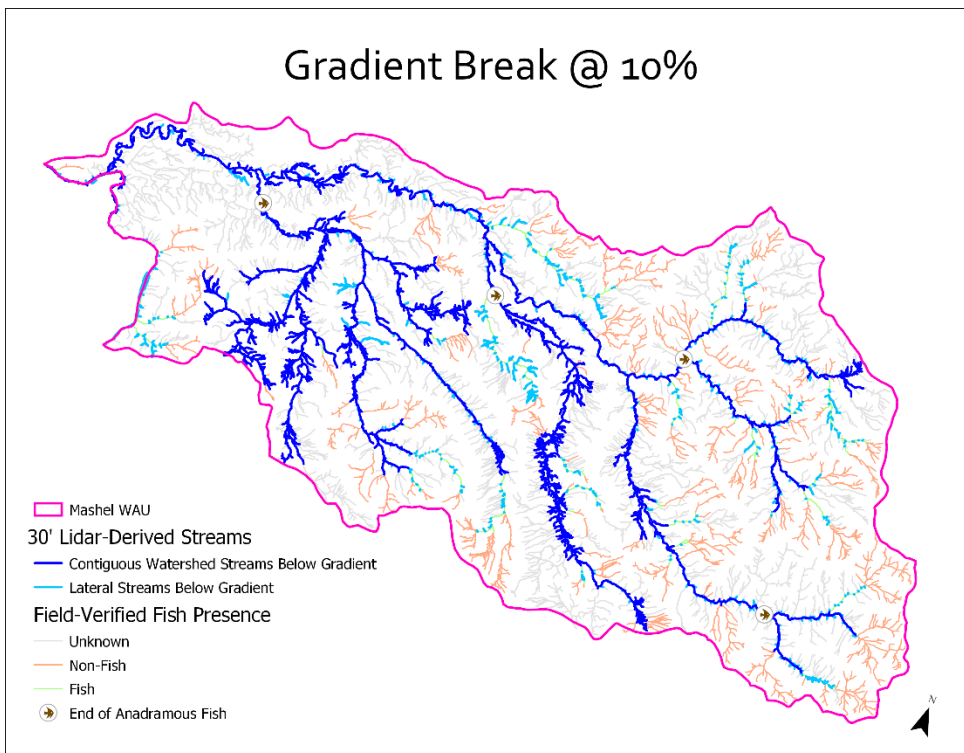 Gradient Break @ 10%
Mashel WAU
30' Lidar-Derived Streams
Contiguous Watershed Streams Below Gradient
Lateral Streams Below Gradient
Field-Verified Fish Presence
Unknown
Non-Fish
Fish
End of Anadramous Fish
N